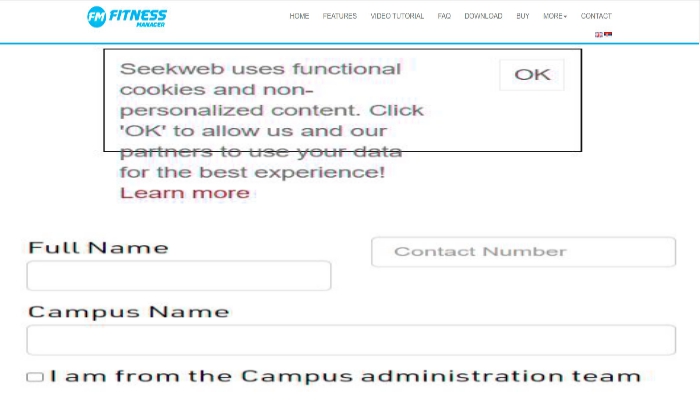 FM FITNESS MANAGER
HOME FEATURES VIDEO TUTORIAL FAQ DOWNLOAD BUY MORE CONTACT
Seekweb uses functional
cookies and non-
personalized content. Click
'OK' to allow us and our
partners to use your data
for the best experience!
Learn more
OK
Full Name
Contact Number
Campus Name
I am from the Campus administration team